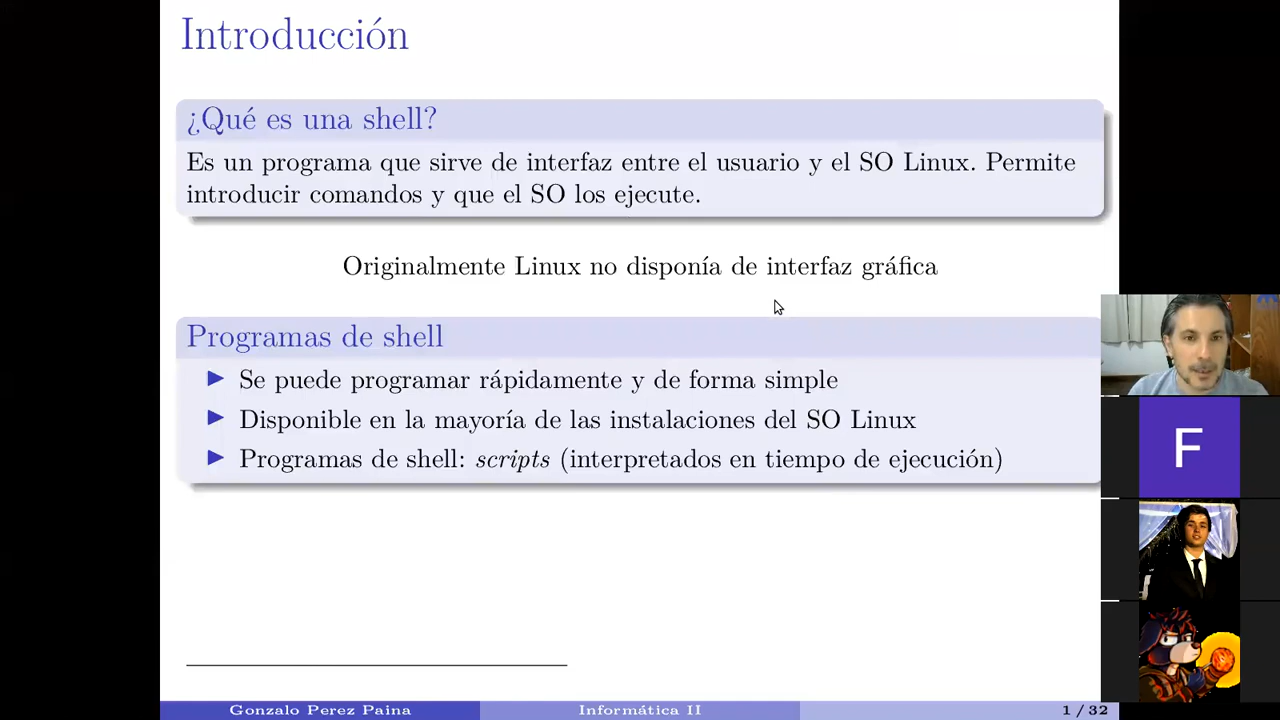 Introducción
¿Qué es una shell?
Es un programa que sirve de interfaz entre el usuario y el SO Linux. Permite
introducir comandos y que el SO los ejecute.
Originalmente Linux no disponía de interfaz gráfica
Programas de shell
▶ Se puede programar rápidamente y de forma simple
▶ Disponible en la mayoría de las instalaciones del SO Linux
▶ Programas de shell: scripts (interpretados en tiempo de ejecución)
F
Gonzalo Perez Paina
Informática II
1 / 32